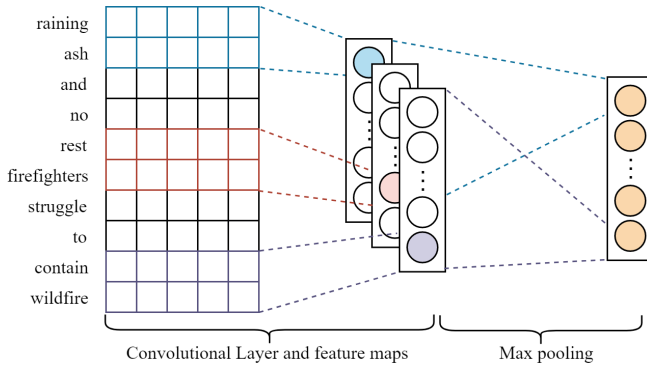 raining
ash
and
no
rest
firefighters
struggle
to
contain
wildfire
Convolutional Layer and feature maps
Max pooling